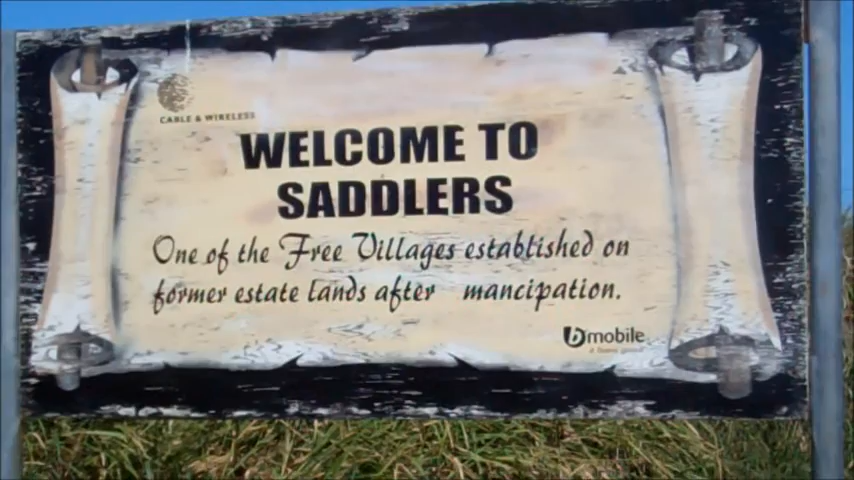 CABLE & WIRELESS
WELCOME TO
SADDLERS
One of the Free Villages established on
former estate lands after mancipation.
bmobile